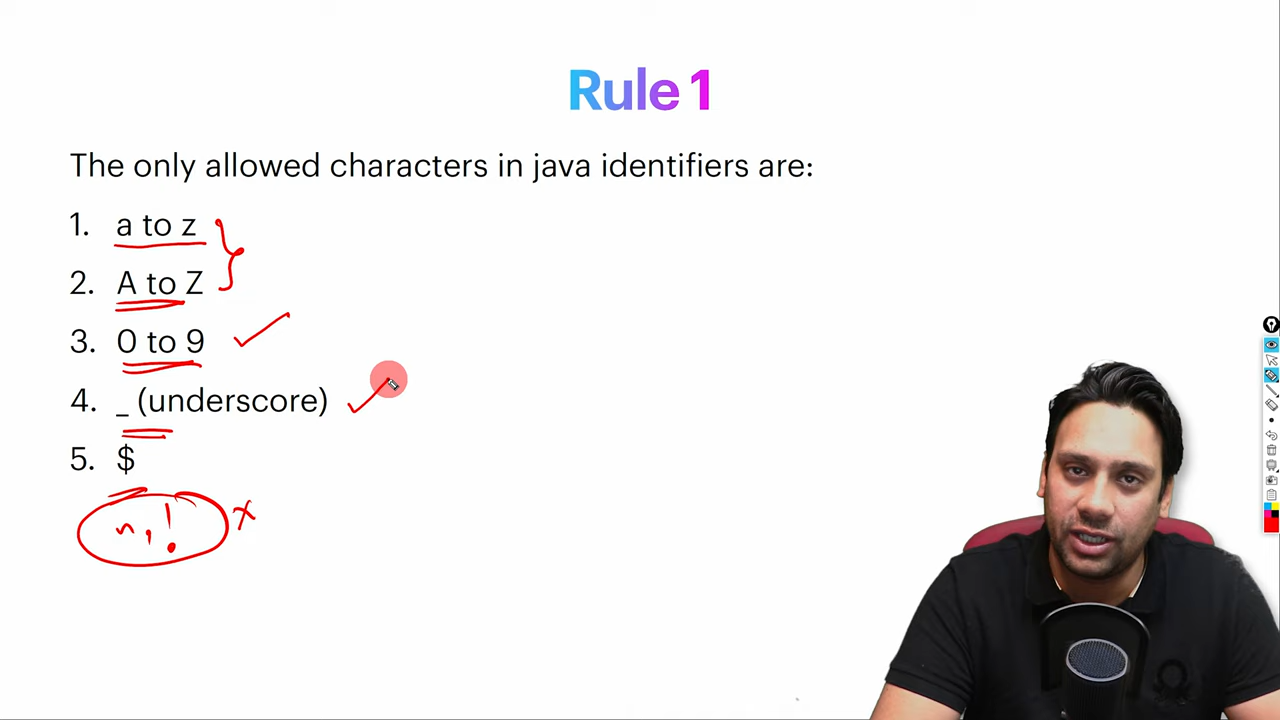 Rule 1
The only allowed characters in java identifiers are:
1. a to z
2. A to Z
3. 0 to 9
4. _ (underscore)
5. $
n, !